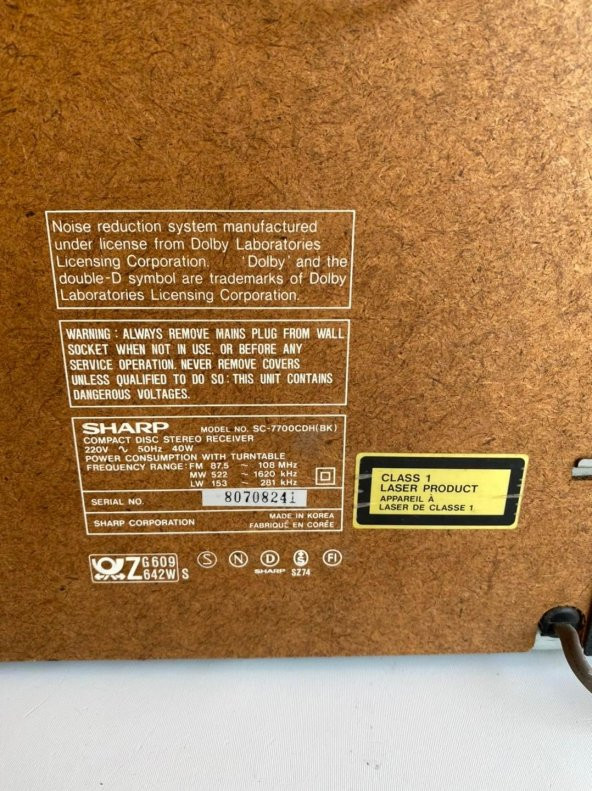 Noise reduction system manufactured
under license from Dolby Laboratories
Licensing Corporation. 'Dolby' and the
double-D symbol are trademarks of Dolby
Laboratories Licensing Corporation.
WARNING : ALWAYS REMOVE MAINS PLUG FROM WALL
SOCKET WHEN NOT IN USE, OR BEFORE ANY
SERVICE OPERATION. NEVER REMOVE COVERS
UNLESS QUALIFIED TO DO SO : THIS UNIT CONTAINS
DANGEROUS VOLTAGES.
SHARP MODEL NO. SC-7700CDH(BK)
COMPACT DISC STEREO RECEIVER
220V ∿ 50Hz 40W
POWER CONSUMPTION WITH TURNTABLE
FREQUENCY RANGE: FM 87.5 ~ 108 MHz
MW 522 ~ 1620 kHz
LW 153 ~ 281 kHz
SERIAL NO. 80708241
SHARP CORPORATION MADE IN KOREA
FABRIQUÉ EN CORÉE
CLASS 1
LASER PRODUCT
APPAREIL À
LASER DE CLASSE 1
Z G609
642W S
S N D S FI
SHARP SZ74